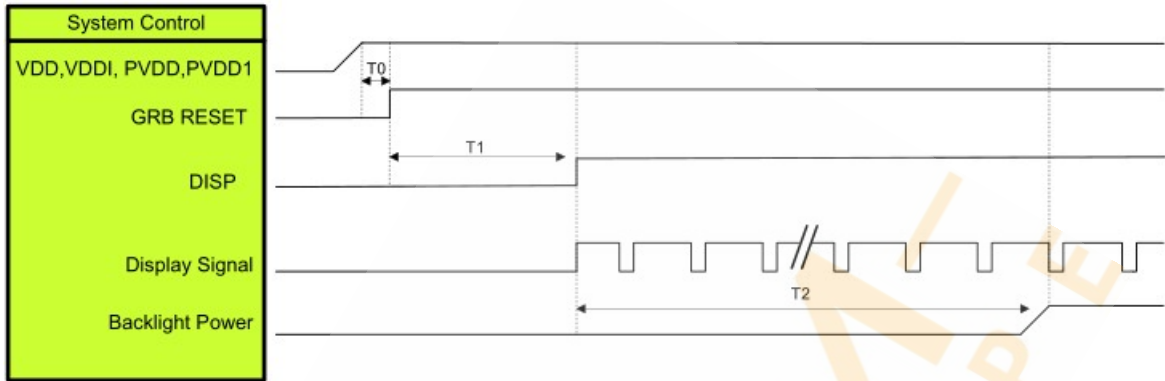 System Control
VDD,VDDI, PVDD,PVDD1
T0
GRB RESET
T1
DISP
Display Signal
T2
Backlight Power